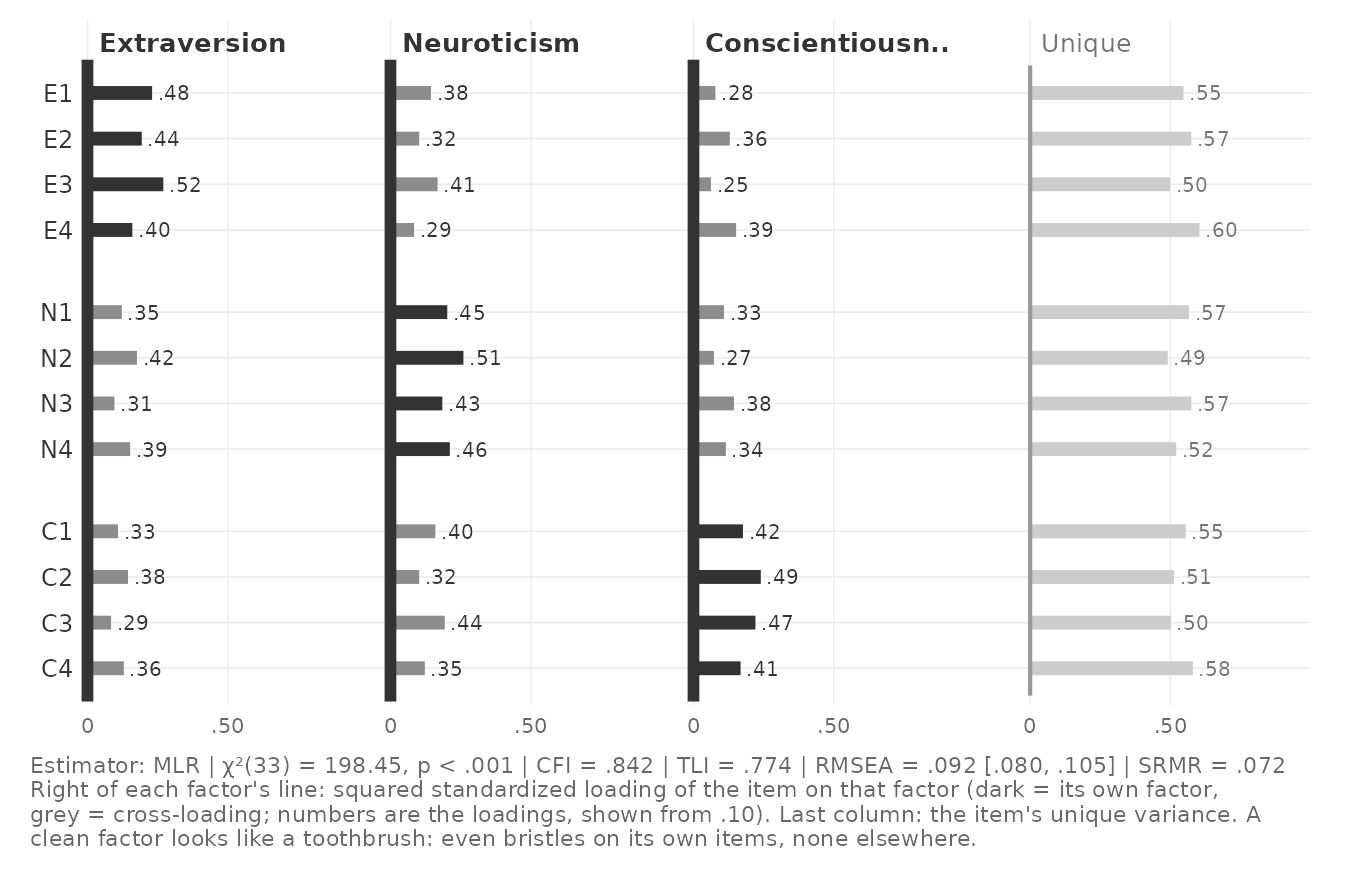 Extraversion Neuroticism Conscientiousn.. Unique
E1 .48 .38 .28 .55
E2 .44 .32 .36 .57
E3 .52 .41 .25 .50
E4 .40 .29 .39 .60
N1 .35 .45 .33 .57
N2 .42 .51 .27 .49
N3 .31 .43 .38 .57
N4 .39 .46 .34 .52
C1 .33 .40 .42 .55
C2 .38 .32 .49 .51
C3 .29 .44 .47 .50
C4 .36 .35 .41 .58
0 .50 0 .50 0 .50 0 .50
Estimator: MLR | χ²(33) = 198.45, p < .001 | CFI = .842 | TLI = .774 | RMSEA = .092 [.080, .105] | SRMR = .072
Right of each factor's line: squared standardized loading of the item on that factor (dark = its own factor,
grey = cross-loading; numbers are the loadings, shown from .10). Last column: the item's unique variance. A
clean factor looks like a toothbrush: even bristles on its own items, none elsewhere.